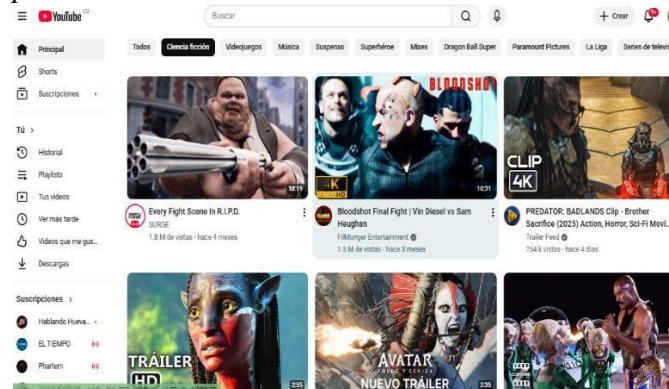 YouTube CO
Buscar
Crear
Principal
Shorts
Suscripciones
Tú
Historial
Playlists
Tus videos
Ver más tarde
Videos que me gus...
Descargas
Suscripciones
Hablando Hueva...
EL TIEMPO
Phartem
Todos
Ciencia ficción
Videojuegos
Música
Suspenso
Superhéroe
Mixes
Dragon Ball Super
Paramount Pictures
La Liga
Series de televi
18:19
Every Fight Scene In R.I.P.D.
SURGE
1.8 M de vistas - hace 4 meses
BLOODSHOT
4K
10:31
Bloodshot Final Fight | Vin Diesel vs Sam
Heughan
FilMonger Entertainment
1.5 M de vistas - hace 3 meses
CLIP
4K
PREDATOR: BADLANDS Clip - Brother
Sacrifice (2025) Action, Horror, Sci-Fi Movi...
Trailer Feed
754 k vistas - hace 4 días
TRÁILER
HD
2:55
AVATAR
FUEGO Y CENIZA
NUEVO TRÁILER
2:35